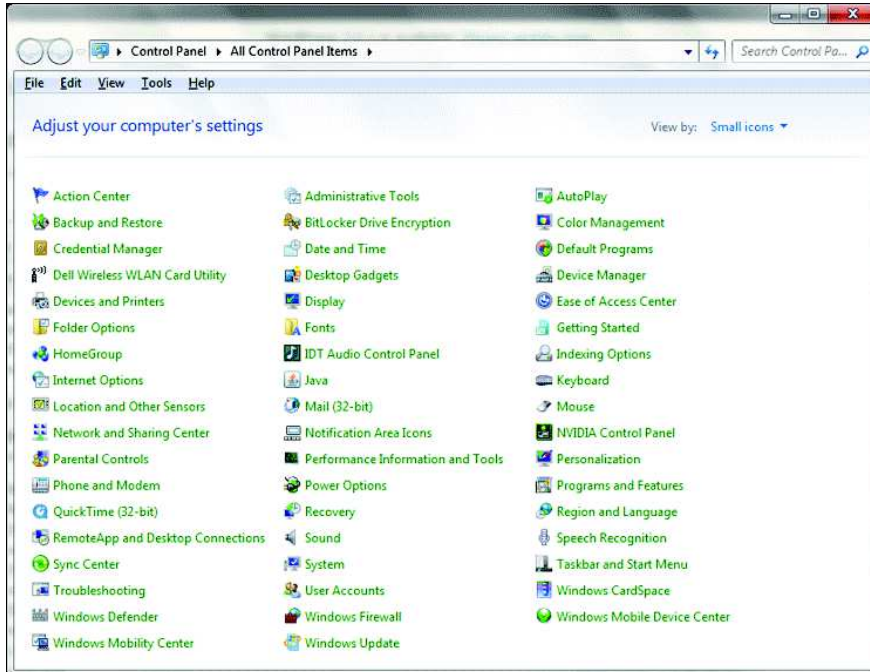 Control Panel All Control Panel Items Search Control Pa...
File Edit View Tools Help
Adjust your computer's settings View by: Small icons
Action Center Administrative Tools AutoPlay
Backup and Restore BitLocker Drive Encryption Color Management
Credential Manager Date and Time Default Programs
Dell Wireless WLAN Card Utility Desktop Gadgets Device Manager
Devices and Printers Display Ease of Access Center
Folder Options Fonts Getting Started
HomeGroup IDT Audio Control Panel Indexing Options
Internet Options Java Keyboard
Location and Other Sensors Mail (32-bit) Mouse
Network and Sharing Center Notification Area Icons NVIDIA Control Panel
Parental Controls Performance Information and Tools Personalization
Phone and Modem Power Options Programs and Features
QuickTime (32-bit) Recovery Region and Language
RemoteApp and Desktop Connections Sound Speech Recognition
Sync Center System Taskbar and Start Menu
Troubleshooting User Accounts Windows CardSpace
Windows Defender Windows Firewall Windows Mobile Device Center
Windows Mobility Center Windows Update